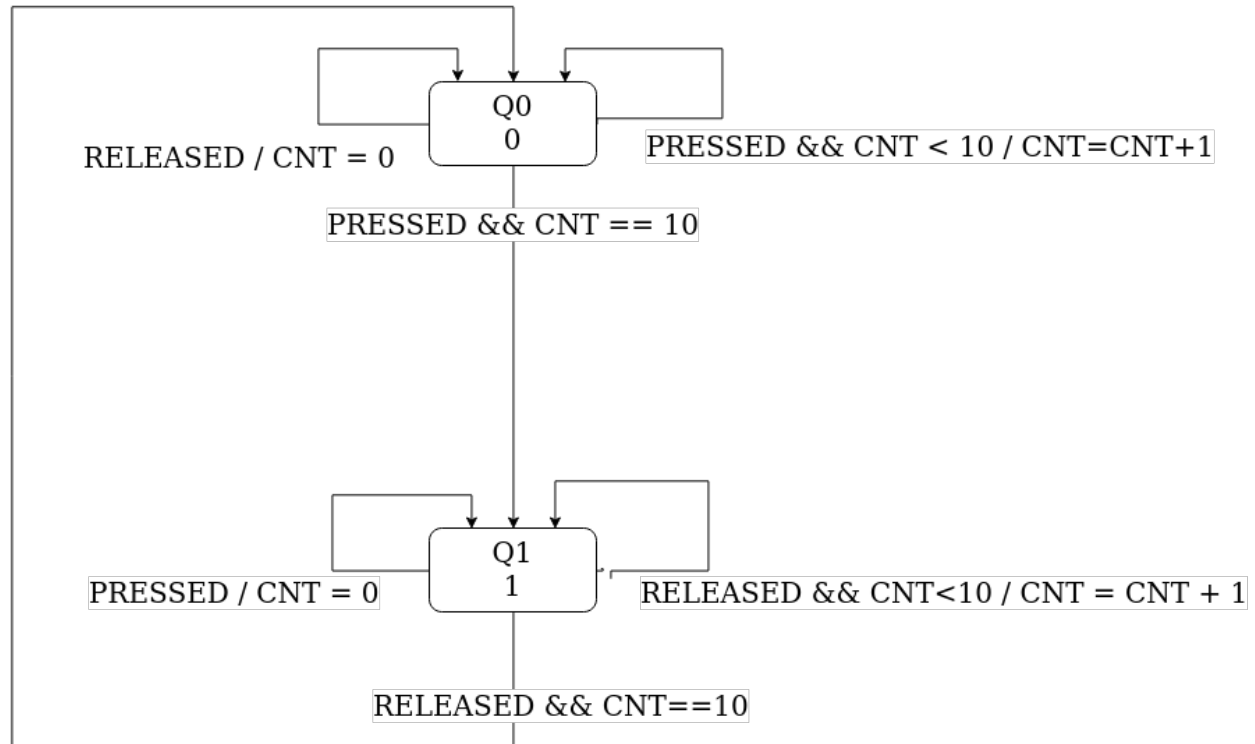 Q0
0
RELEASED / CNT = 0
PRESSED && CNT < 10 / CNT=CNT+1
PRESSED && CNT == 10
Q1
1
PRESSED / CNT = 0
RELEASED && CNT<10 / CNT = CNT + 1
RELEASED && CNT==10